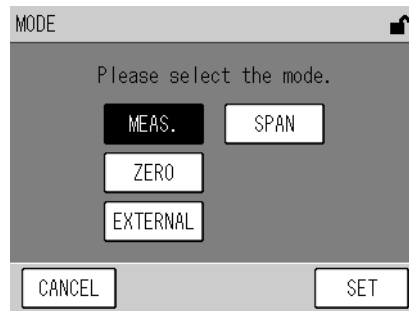 MODE
Please select the mode.
MEAS. SPAN
ZERO
EXTERNAL
CANCEL SET